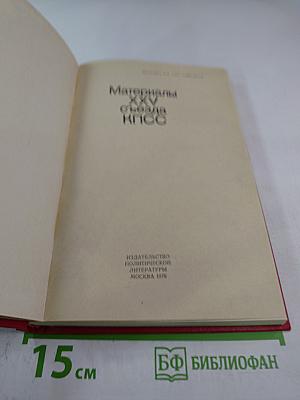 Материалы
XXV
съезда
КПСС
ИЗДАТЕЛЬСТВО
ПОЛИТИЧЕСКОЙ
ЛИТЕРАТУРЫ
МОСКВА 1976
15 см
БФ БИБЛИОФАН